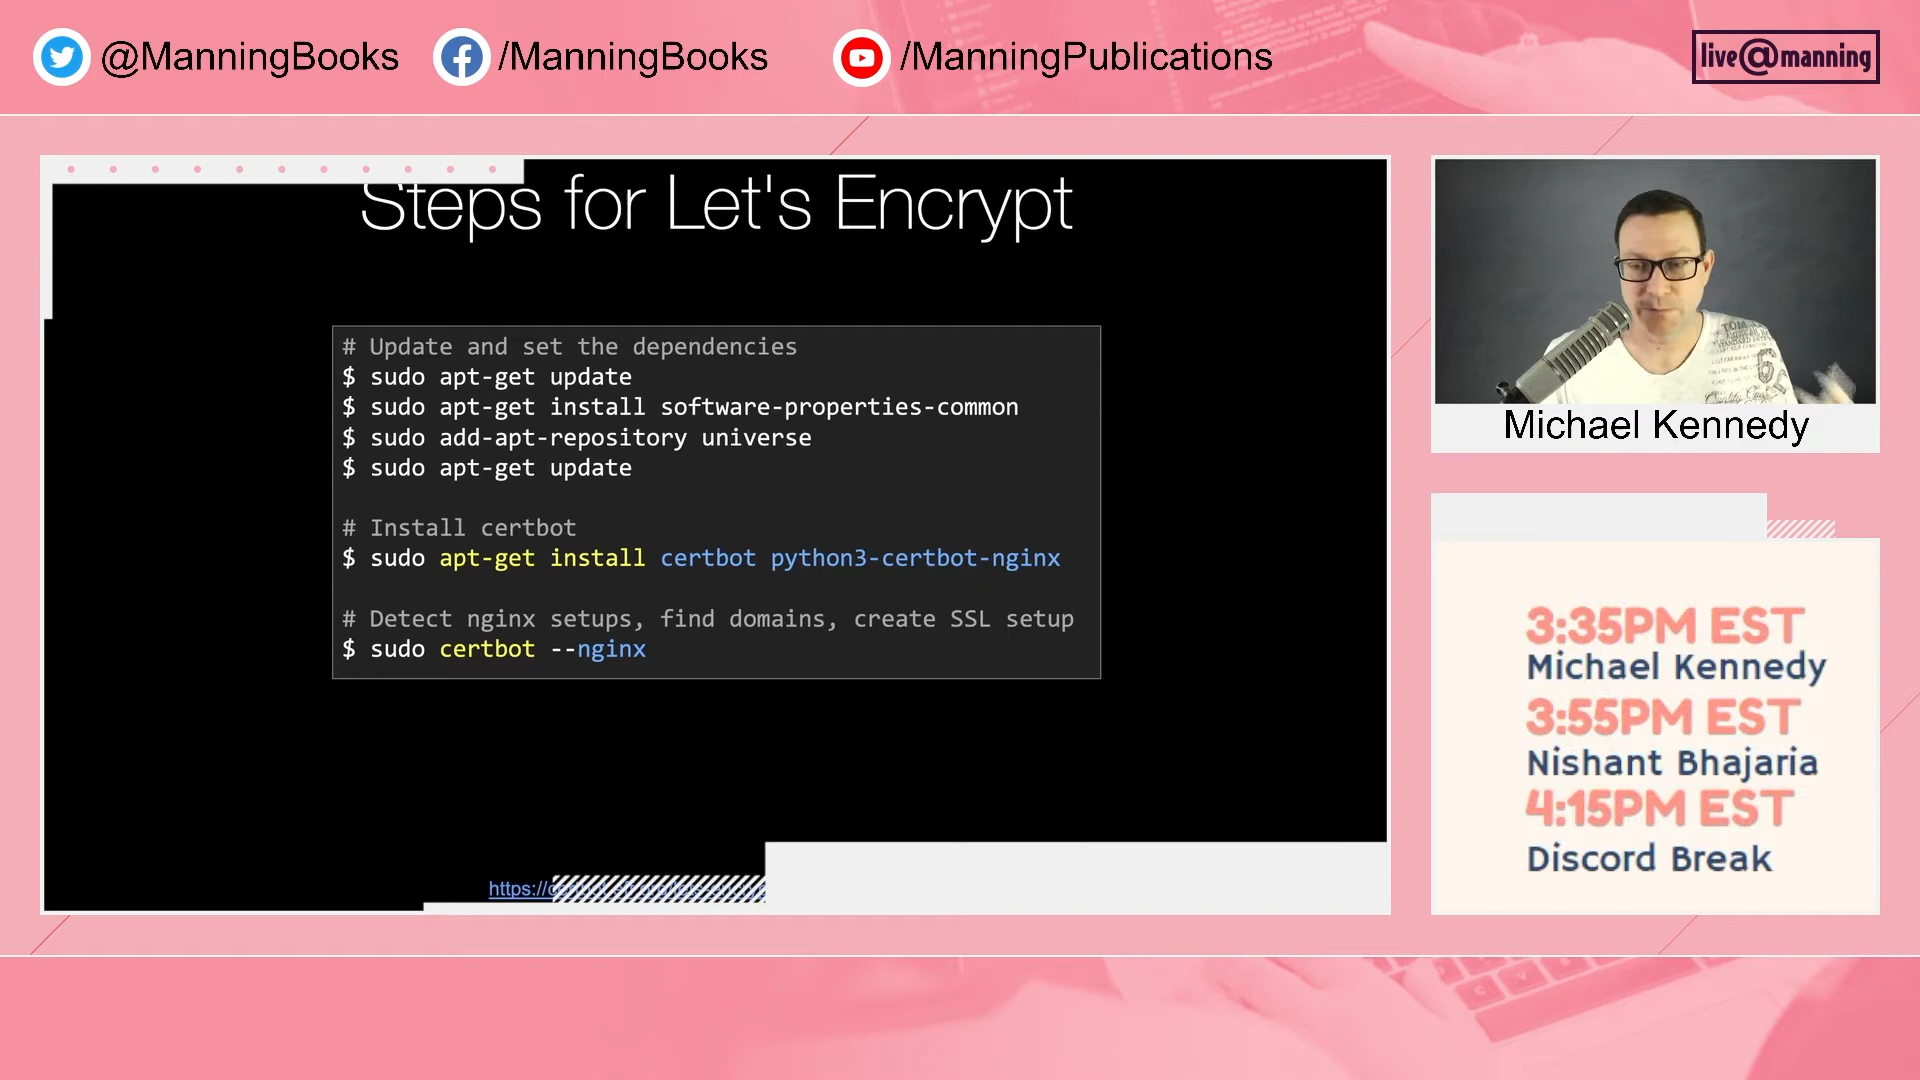 @ManningBooks /ManningBooks /ManningPublications
live@manning
Steps for Let's Encrypt
# Update and set the dependencies
$ sudo apt-get update
$ sudo apt-get install software-properties-common
$ sudo add-apt-repository universe
$ sudo apt-get update
# Install certbot
$ sudo apt-get install certbot python3-certbot-nginx
# Detect nginx setups, find domains, create SSL setup
$ sudo certbot --nginx
https://
Michael Kennedy
3:35PM EST
Michael Kennedy
3:55PM EST
Nishant Bhajaria
4:15PM EST
Discord Break